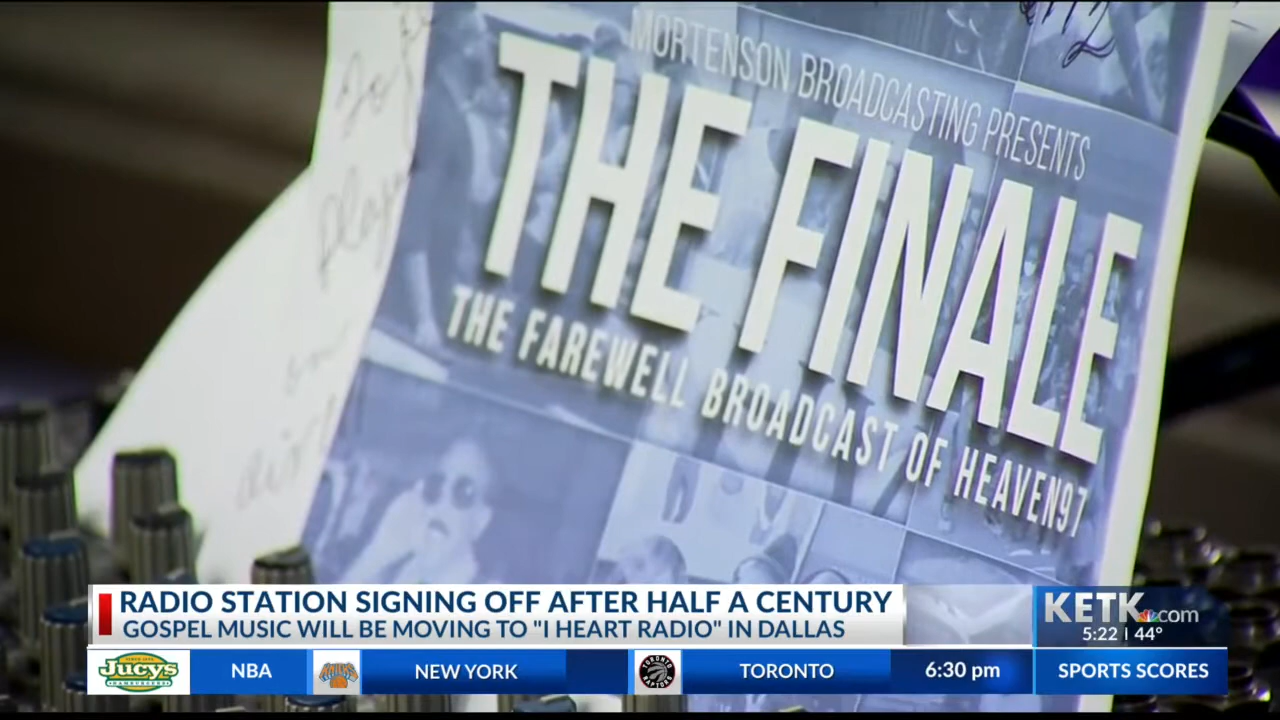 MORTENSON BROADCASTING PRESENTS
THE FINALE
THE FAREWELL BROADCAST OF HEAVEN97
RADIO STATION SIGNING OFF AFTER HALF A CENTURY
GOSPEL MUSIC WILL BE MOVING TO "I HEART RADIO" IN DALLAS
KETK.com
5:22 | 44°
Jucys
HAMBURGERS
NBA
NEW YORK
TORONTO
6:30 pm
SPORTS SCORES